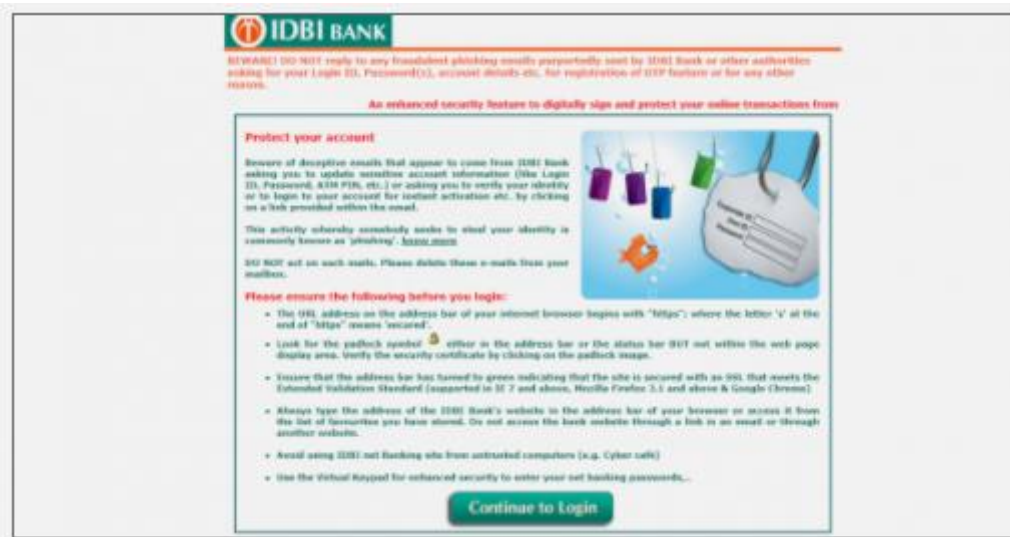 IDBI BANK
BEWARE! DO NOT reply to any fraudulent phishing emails purportedly sent by IDBI Bank or other authorities
asking for your Login ID, Password(s), account details etc. for registration of OTP feature or for any other
reason.
An enhanced security feature to digitally sign and protect your online transactions from
Protect your account
Beware of deceptive emails that appear to come from IDBI Bank
asking you to update sensitive account information (like Login
ID, Password, ATM PIN, etc.) or asking you to verify your identity
or to login to your account for instant activation etc. by clicking
on a link provided within the email.
This activity whereby somebody seeks to steal your identity is
commonly known as 'phishing'. know more
DO NOT act on such mails. Please delete these e-mails from your
mailbox.
Customer ID
User ID
Password
Please ensure the following before you login:
• The URL address on the address bar of your internet browser begins with "https"; where the letter 's' at the
end of "https" means 'secured'.
• Look for the padlock symbol either in the address bar or the status bar BUT not within the web page
display area. Verify the security certificate by clicking on the padlock image.
• Ensure that the address bar has turned to green indicating that the site is secured with an SSL that meets the
Extended Validation Standard (supported in IE 7 and above, Mozilla Firefox 3.1 and above & Google Chrome)
• Always type the address of the IDBI Bank's website in the address bar of your browser or access it from
the list of favourites you have stored. Do not access the bank website through a link in an email or through
another website.
• Avoid using IDBI net Banking site from untrusted computers (e.g. Cyber cafe)
• Use the Virtual Keypad for enhanced security to enter your net banking passwords,..
Continue to Login